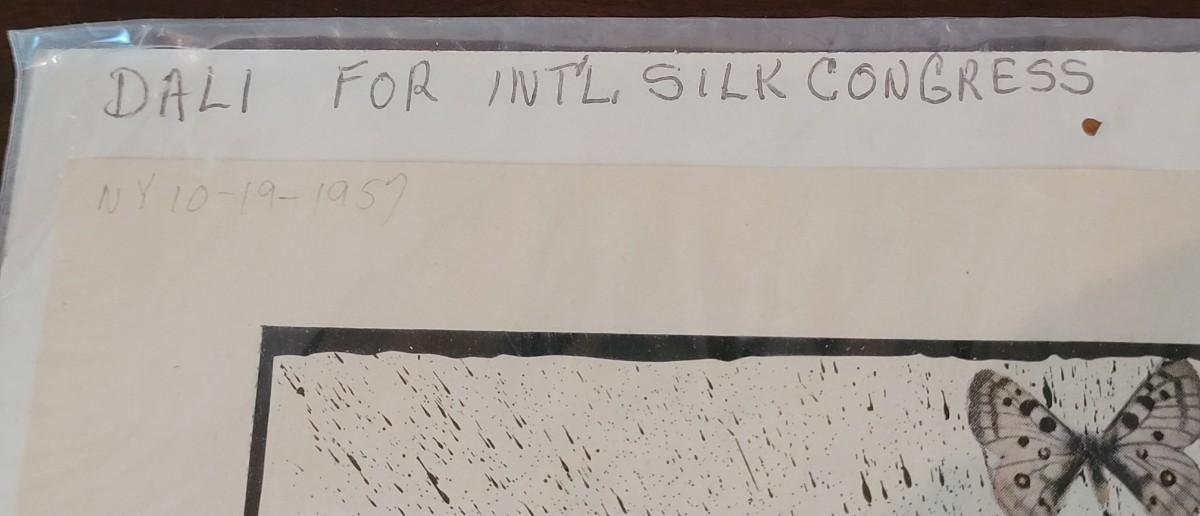 DALI FOR INT'L. SILK CONGRESS
NY 10-19-1957